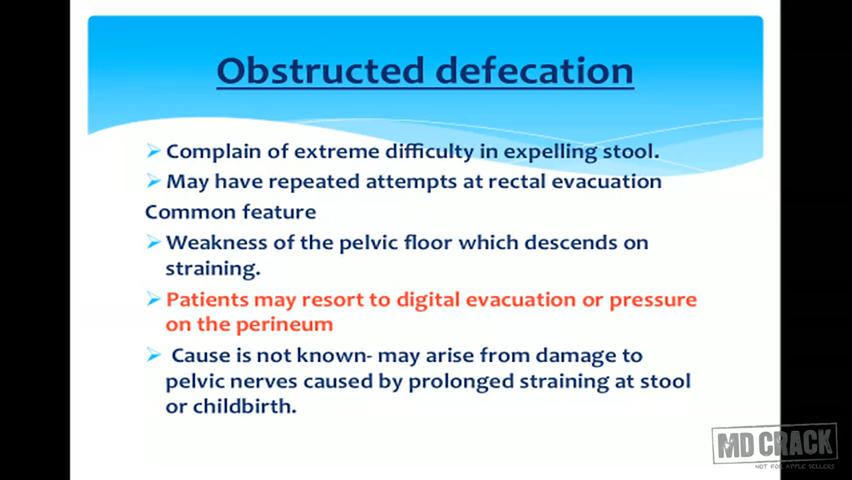 Obstructed defecation
Complain of extreme difficulty in expelling stool.
May have repeated attempts at rectal evacuation
Common feature
Weakness of the pelvic floor which descends on
straining.
Patients may resort to digital evacuation or pressure
on the perineum
Cause is not known- may arise from damage to
pelvic nerves caused by prolonged straining at stool
or childbirth.
MD CRACK
NOT FOR APPLE SELLERS